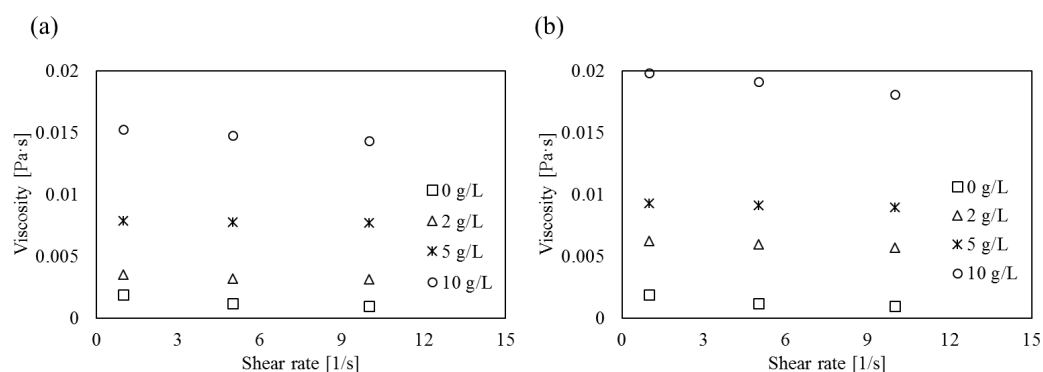 (a)
0.02
0.015
0.01
0.005
0
Viscosity [Pa·s]
0 g/L
2 g/L
5 g/L
10 g/L
0 3 6 9 12 15
Shear rate [1/s]
(b)
0.02
0.015
0.01
0.005
0
Viscosity [Pa·s]
0 g/L
2 g/L
5 g/L
10 g/L
0 3 6 9 12 15
Shear rate [1/s]